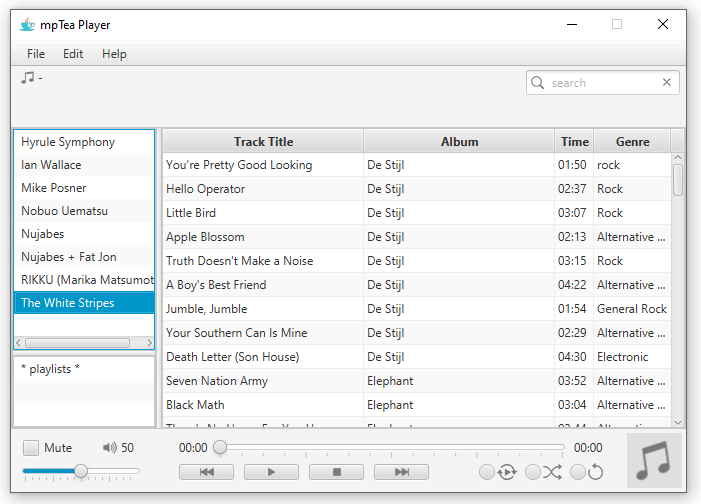 mpTea Player
File Edit Help
-
search
Hyrule Symphony
Ian Wallace
Mike Posner
Nobuo Uematsu
Nujabes
Nujabes + Fat Jon
RIKKU (Marika Matsumot
The White Stripes
* playlists *
Track Title Album Time Genre
You're Pretty Good Looking De Stijl 01:50 rock
Hello Operator De Stijl 02:37 Rock
Little Bird De Stijl 03:07 Rock
Apple Blossom De Stijl 02:13 Alternative ...
Truth Doesn't Make a Noise De Stijl 03:15 Rock
A Boy's Best Friend De Stijl 04:22 Alternative ...
Jumble, Jumble De Stijl 01:54 General Rock
Your Southern Can Is Mine De Stijl 02:29 Alternative ...
Death Letter (Son House) De Stijl 04:30 Electronic
Seven Nation Army Elephant 03:52 Alternative ...
Black Math Elephant 03:04 Alternative ...
Mute 50 00:00 00:00